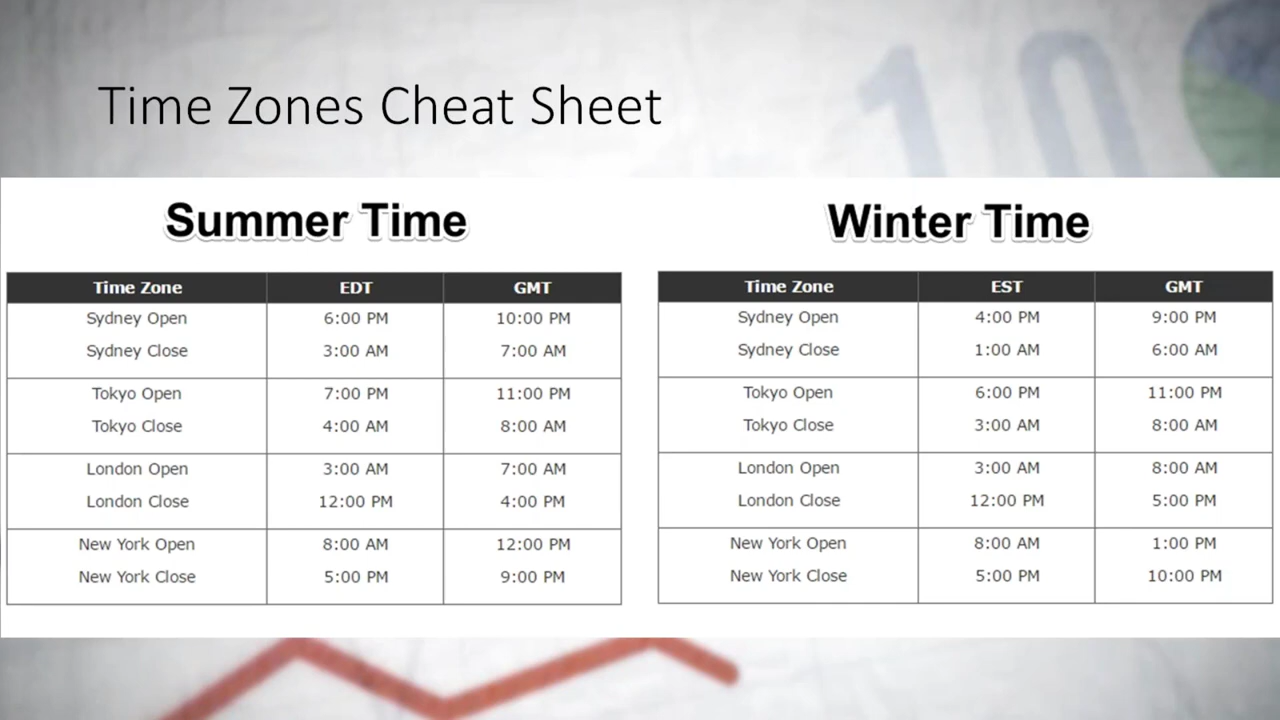 10
Time Zones Cheat Sheet
Summer Time
Time Zone EDT GMT
Sydney Open 6:00 PM 10:00 PM
Sydney Close 3:00 AM 7:00 AM
Tokyo Open 7:00 PM 11:00 PM
Tokyo Close 4:00 AM 8:00 AM
London Open 3:00 AM 7:00 AM
London Close 12:00 PM 4:00 PM
New York Open 8:00 AM 12:00 PM
New York Close 5:00 PM 9:00 PM
Winter Time
Time Zone EST GMT
Sydney Open 4:00 PM 9:00 PM
Sydney Close 1:00 AM 6:00 AM
Tokyo Open 6:00 PM 11:00 PM
Tokyo Close 3:00 AM 8:00 AM
London Open 3:00 AM 8:00 AM
London Close 12:00 PM 5:00 PM
New York Open 8:00 AM 1:00 PM
New York Close 5:00 PM 10:00 PM